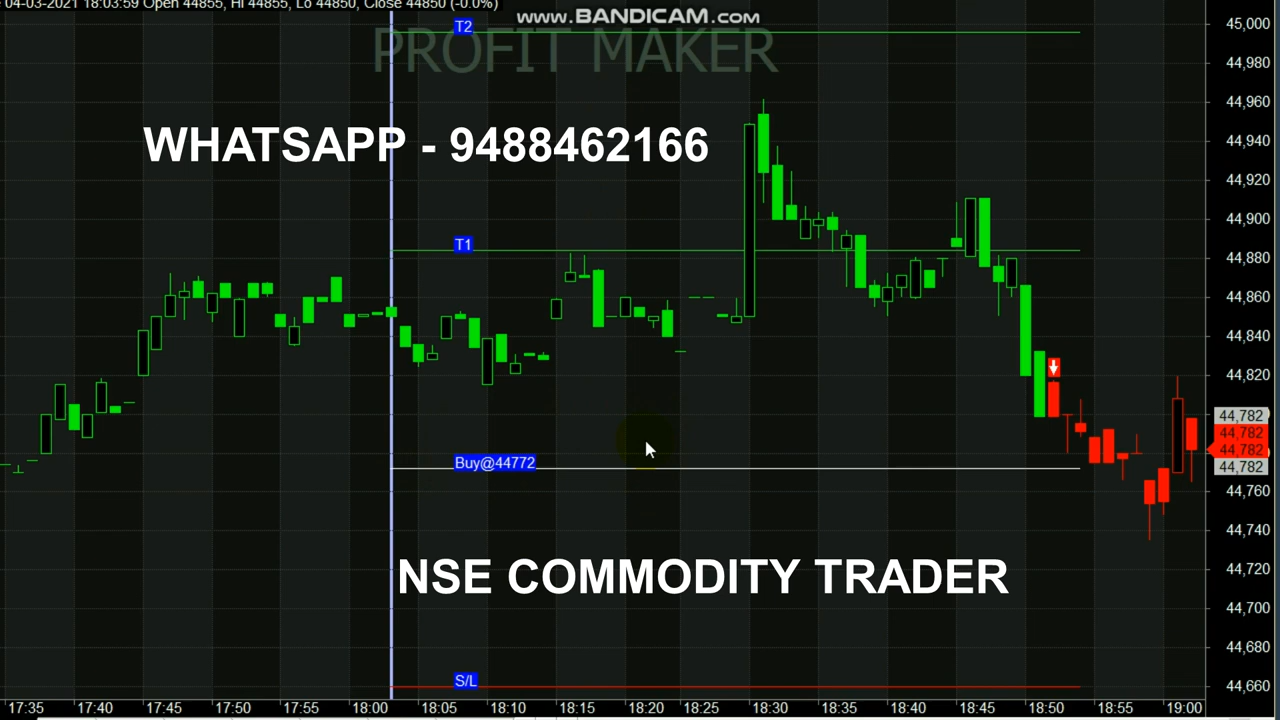 04-03-2021 18:03:59 Open 44855, Hi 44855, Lo 44850, Close 44850 (-0.0%)
www.BANDICAM.com
T2
PROFIT MAKER
WHATSAPP - 9488462166
T1
Buy@44772
NSE COMMODITY TRADER
S/L
45,000
44,980
44,960
44,940
44,920
44,900
44,880
44,860
44,840
44,820
44,782
44,782
44,782
44,782
44,760
44,740
44,720
44,700
44,680
44,660
17:35 17:40 17:45 17:50 17:55 18:00 18:05 18:10 18:15 18:20 18:25 18:30 18:35 18:40 18:45 18:50 18:55 19:00